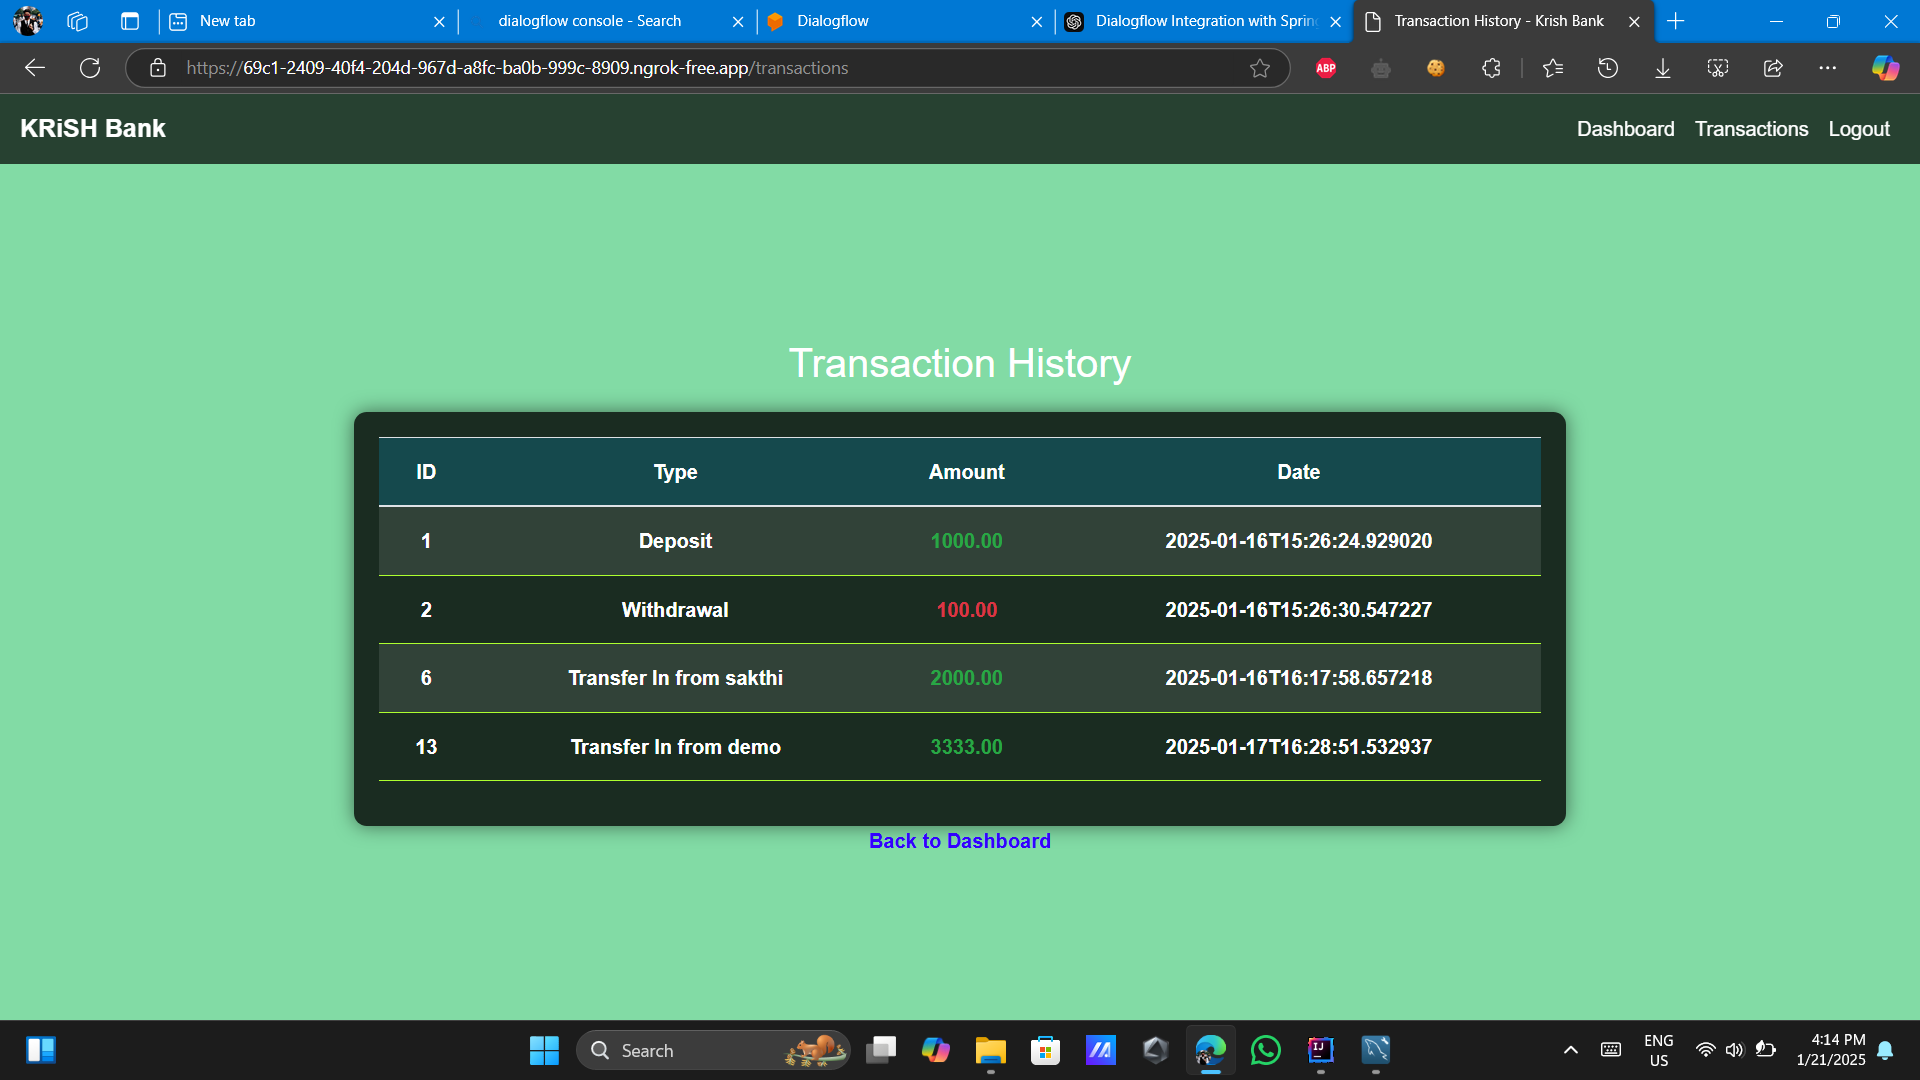 New tab
dialogflow console - Search
Dialogflow
Dialogflow Integration with Sprin
Transaction History - Krish Bank
https://69c1-2409-40f4-204d-967d-a8fc-ba0b-999c-8909.ngrok-free.app/transactions
ABP
KRiSH Bank
Dashboard Transactions Logout
Transaction History
ID Type Amount Date
1 Deposit 1000.00 2025-01-16T15:26:24.929020
2 Withdrawal 100.00 2025-01-16T15:26:30.547227
6 Transfer In from sakthi 2000.00 2025-01-16T16:17:58.657218
13 Transfer In from demo 3333.00 2025-01-17T16:28:51.532937
Back to Dashboard
Search
IJ
ENG
US
4:14 PM
1/21/2025